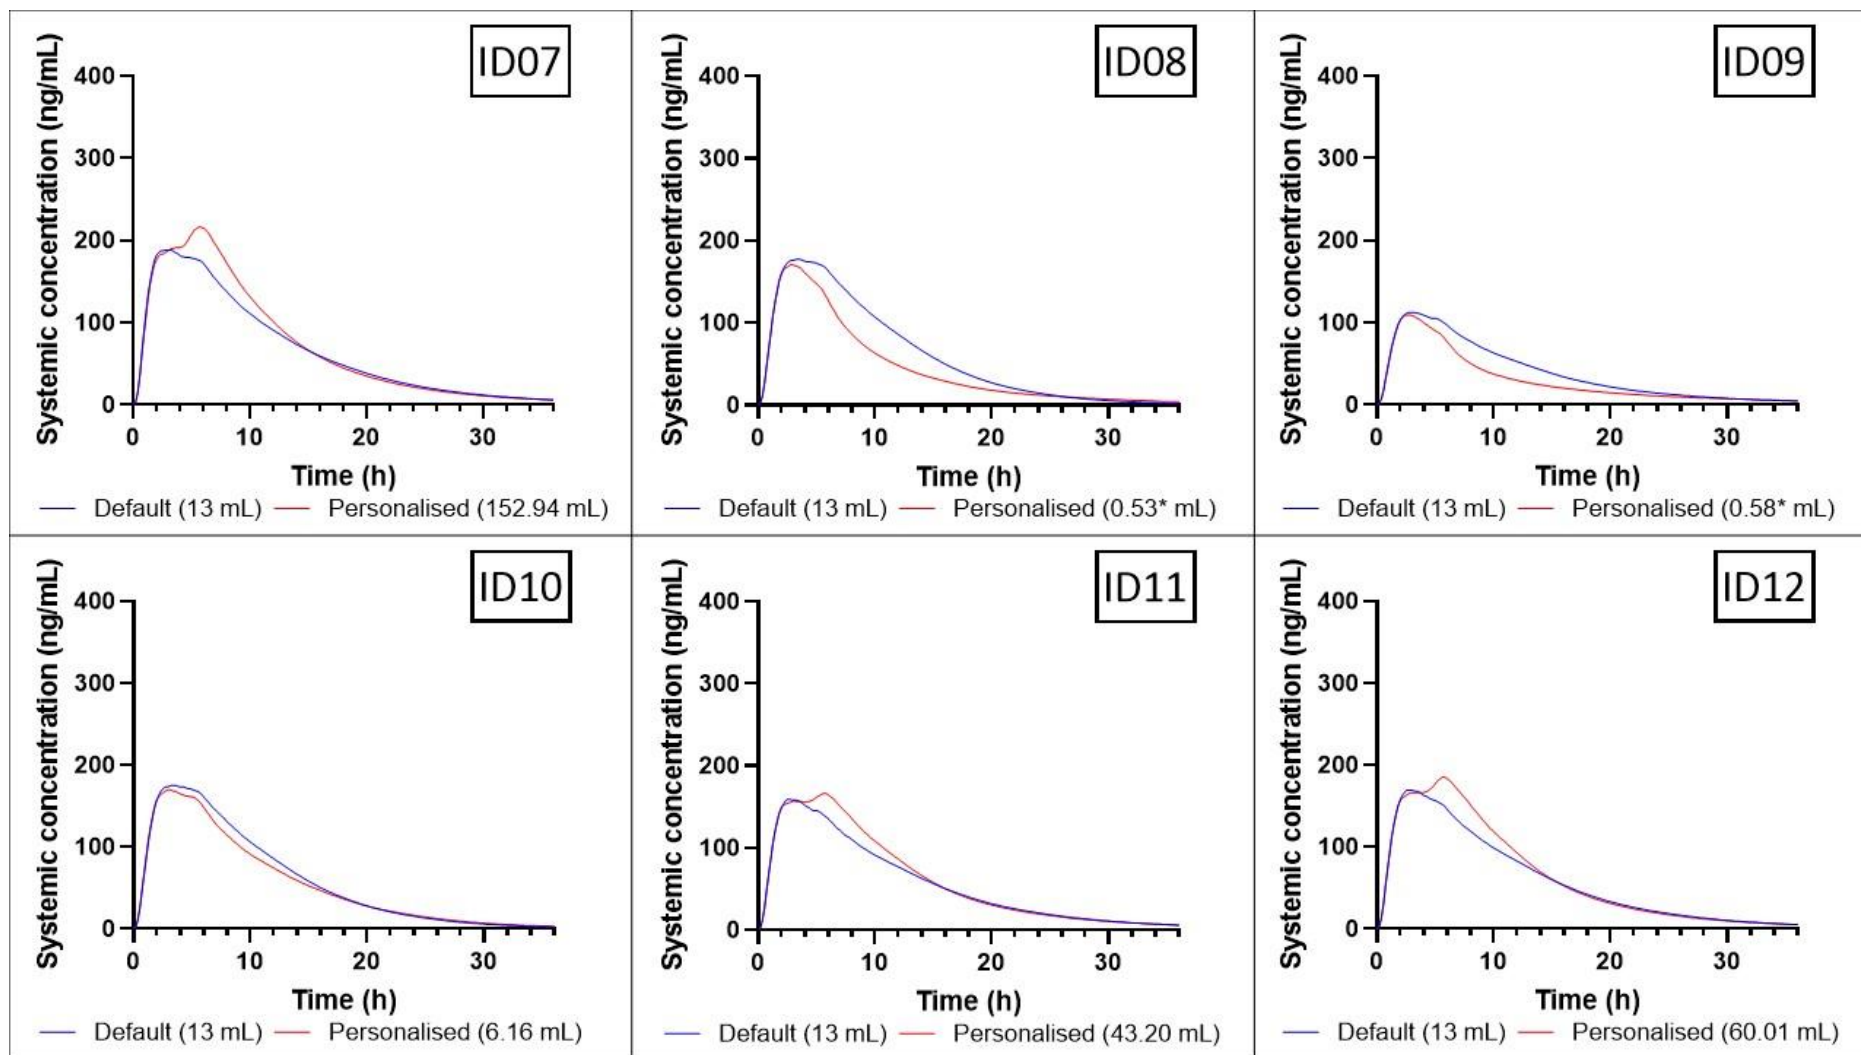 ID07
Systemic concentration (ng/mL)
400
300
200
100
0
0 10 20 30
Time (h)
Default (13 mL) Personalised (152.94 mL)
ID08
Systemic concentration (ng/mL)
400
300
200
100
0
0 10 20 30
Time (h)
Default (13 mL) Personalised (0.53* mL)
ID09
Systemic concentration (ng/mL)
400
300
200
100
0
0 10 20 30
Time (h)
Default (13 mL) Personalised (0.58* mL)
ID10
Systemic concentration (ng/mL)
400
300
200
100
0
0 10 20 30
Time (h)
Default (13 mL) Personalised (6.16 mL)
ID11
Systemic concentration (ng/mL)
400
300
200
100
0
0 10 20 30
Time (h)
Default (13 mL) Personalised (43.20 mL)
ID12
Systemic concentration (ng/mL)
400
300
200
100
0
0 10 20 30
Time (h)
Default (13 mL) Personalised (60.01 mL)